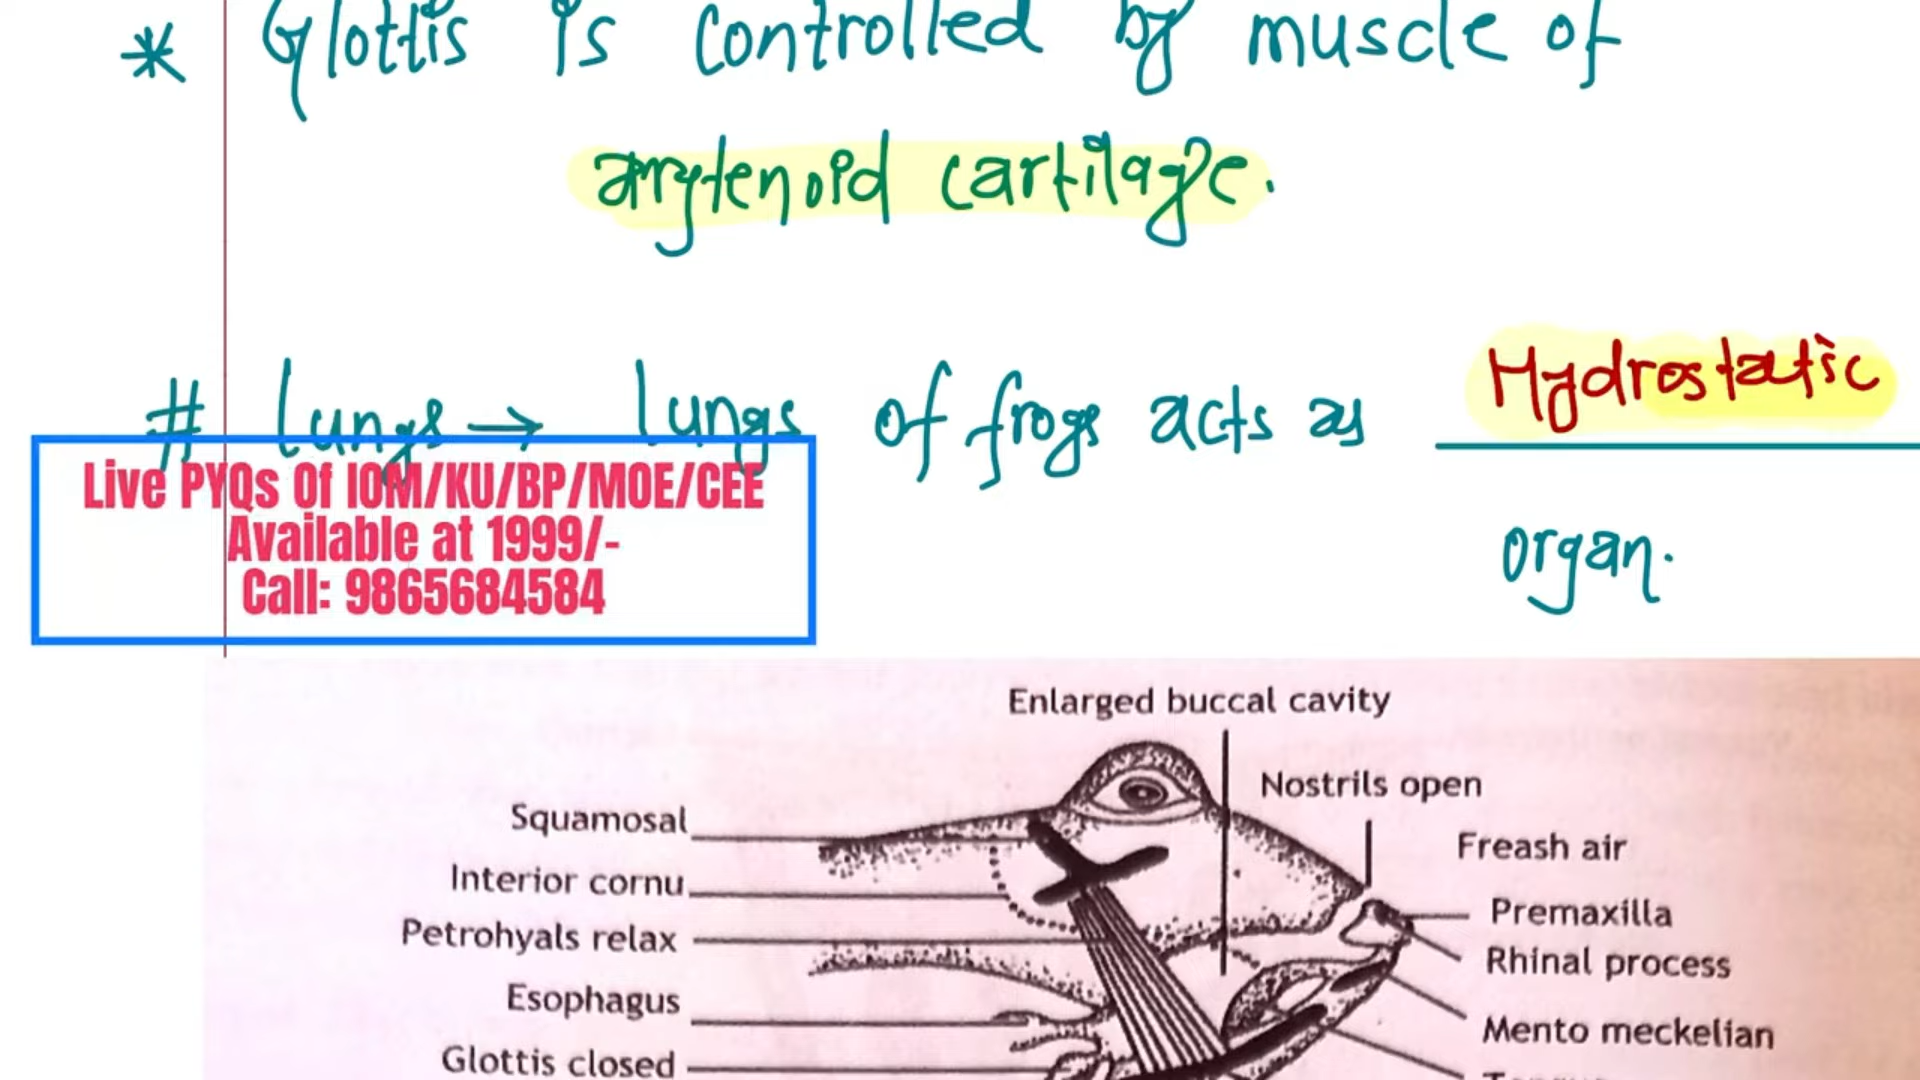 * Glottis is controlled by muscle of
arytenoid cartilage.
# Lungs → Lungs of frogs acts as Hydrostatic
organ.
Live PYQs Of IOM/KU/BP/MOE/CEE
Available at 1999/-
Call: 9865684584
Enlarged buccal cavity
Nostrils open
Squamosal
Freash air
Interior cornu
Premaxilla
Petrohyals relax
Rhinal process
Esophagus
Mento meckelian
Glottis closed